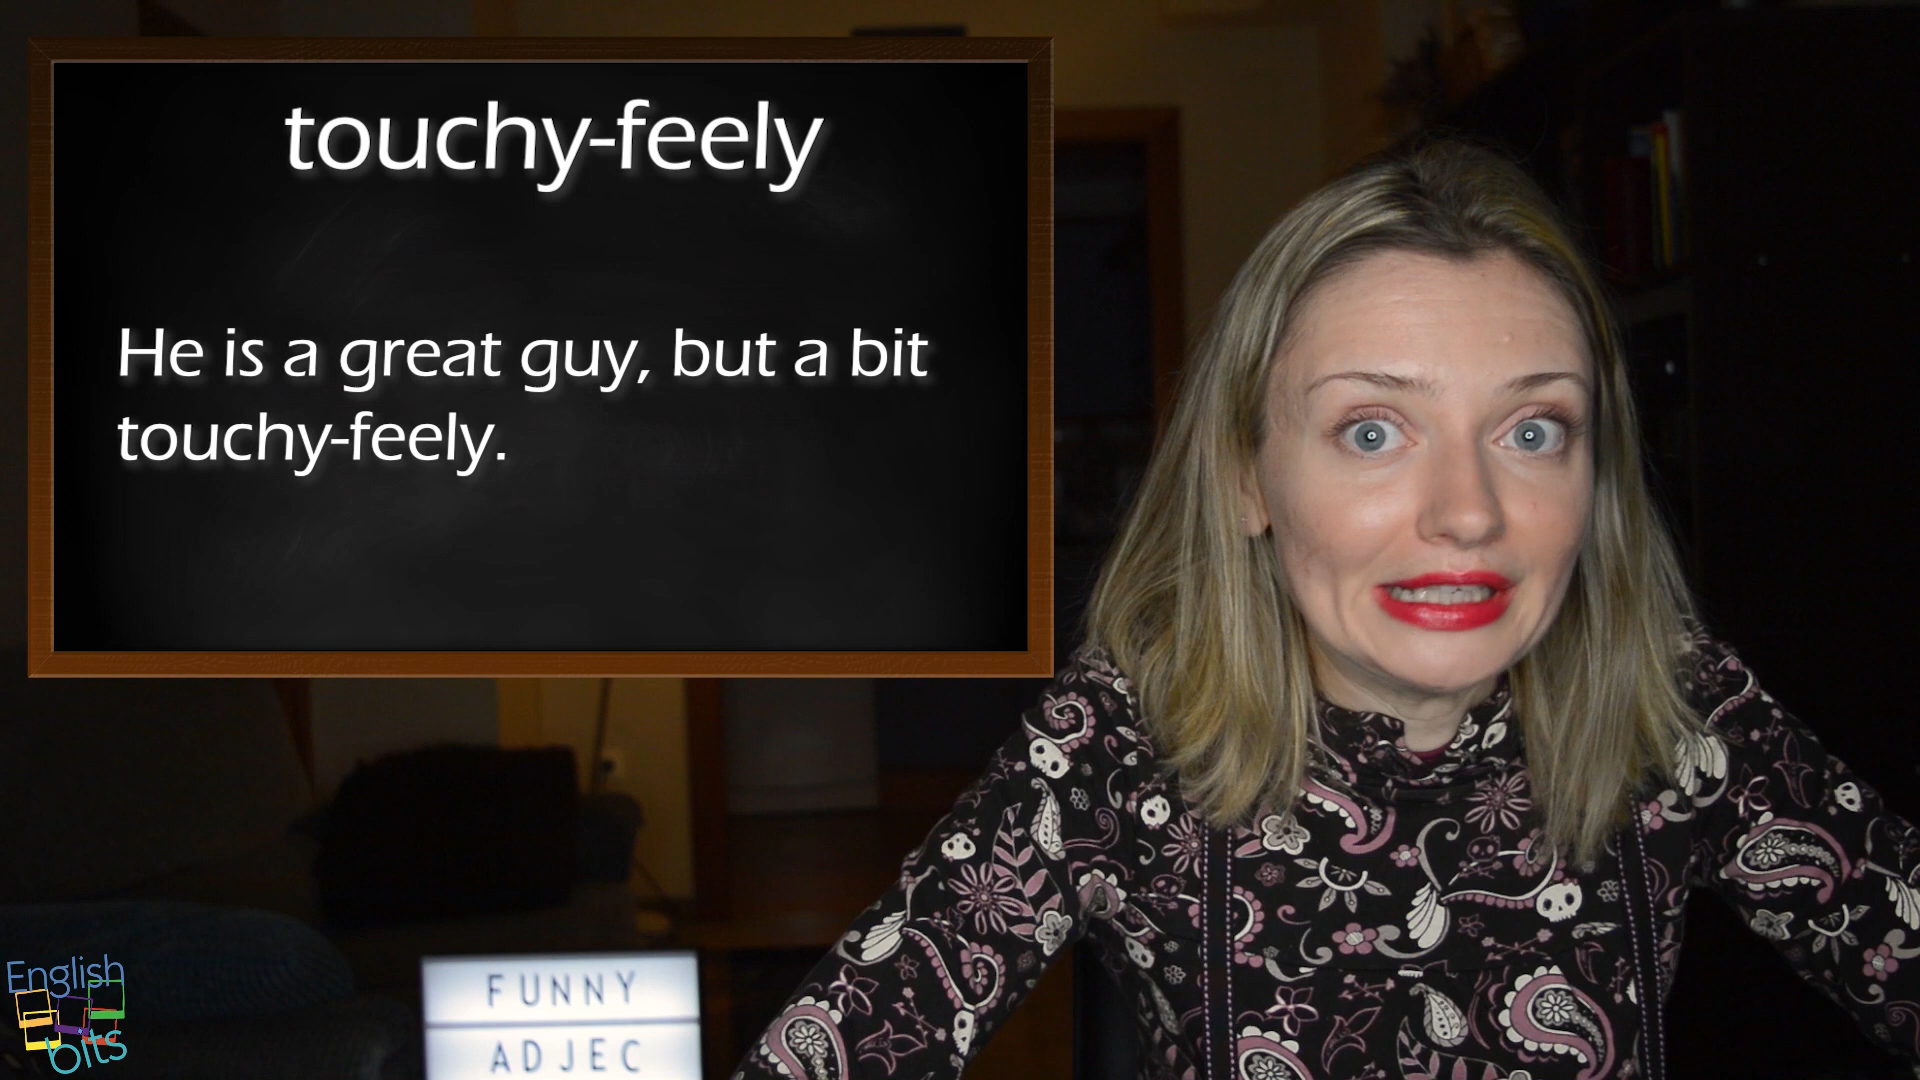 touchy-feely
He is a great guy, but a bit
touchy-feely.
English
bits
FUNNY
ADJEC